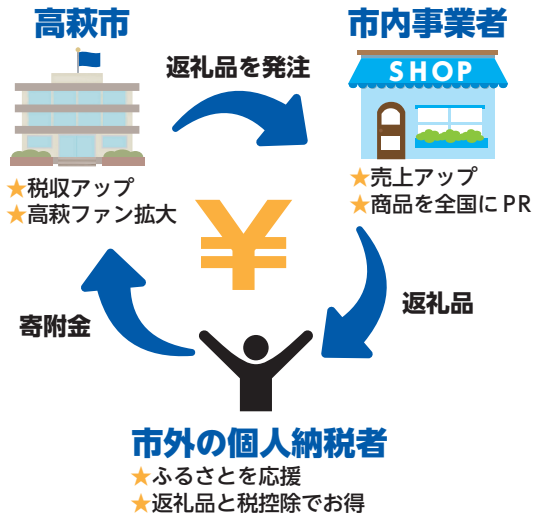 高萩市
市内事業者
返礼品を発注
SHOP
★税収アップ
★高萩ファン拡大
★売上アップ
★商品を全国にPR
¥
寄附金
返礼品
市外の個人納税者
★ふるさとを応援
★返礼品と税控除でお得